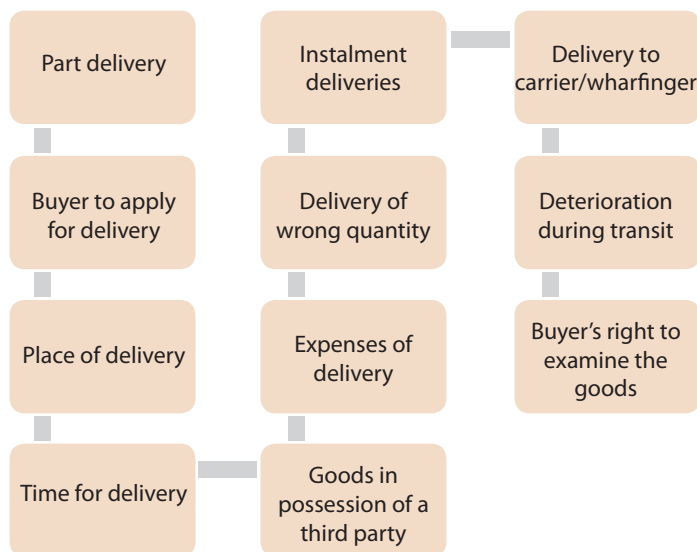 Part delivery
Buyer to apply
for delivery
Place of delivery
Time for delivery
Goods in
possession of a
third party
Expenses of
delivery
Delivery of
wrong quantity
Instalment
deliveries
Delivery to
carrier/wharfinger
Deterioration
during transit
Buyer’s right to
examine the
goods